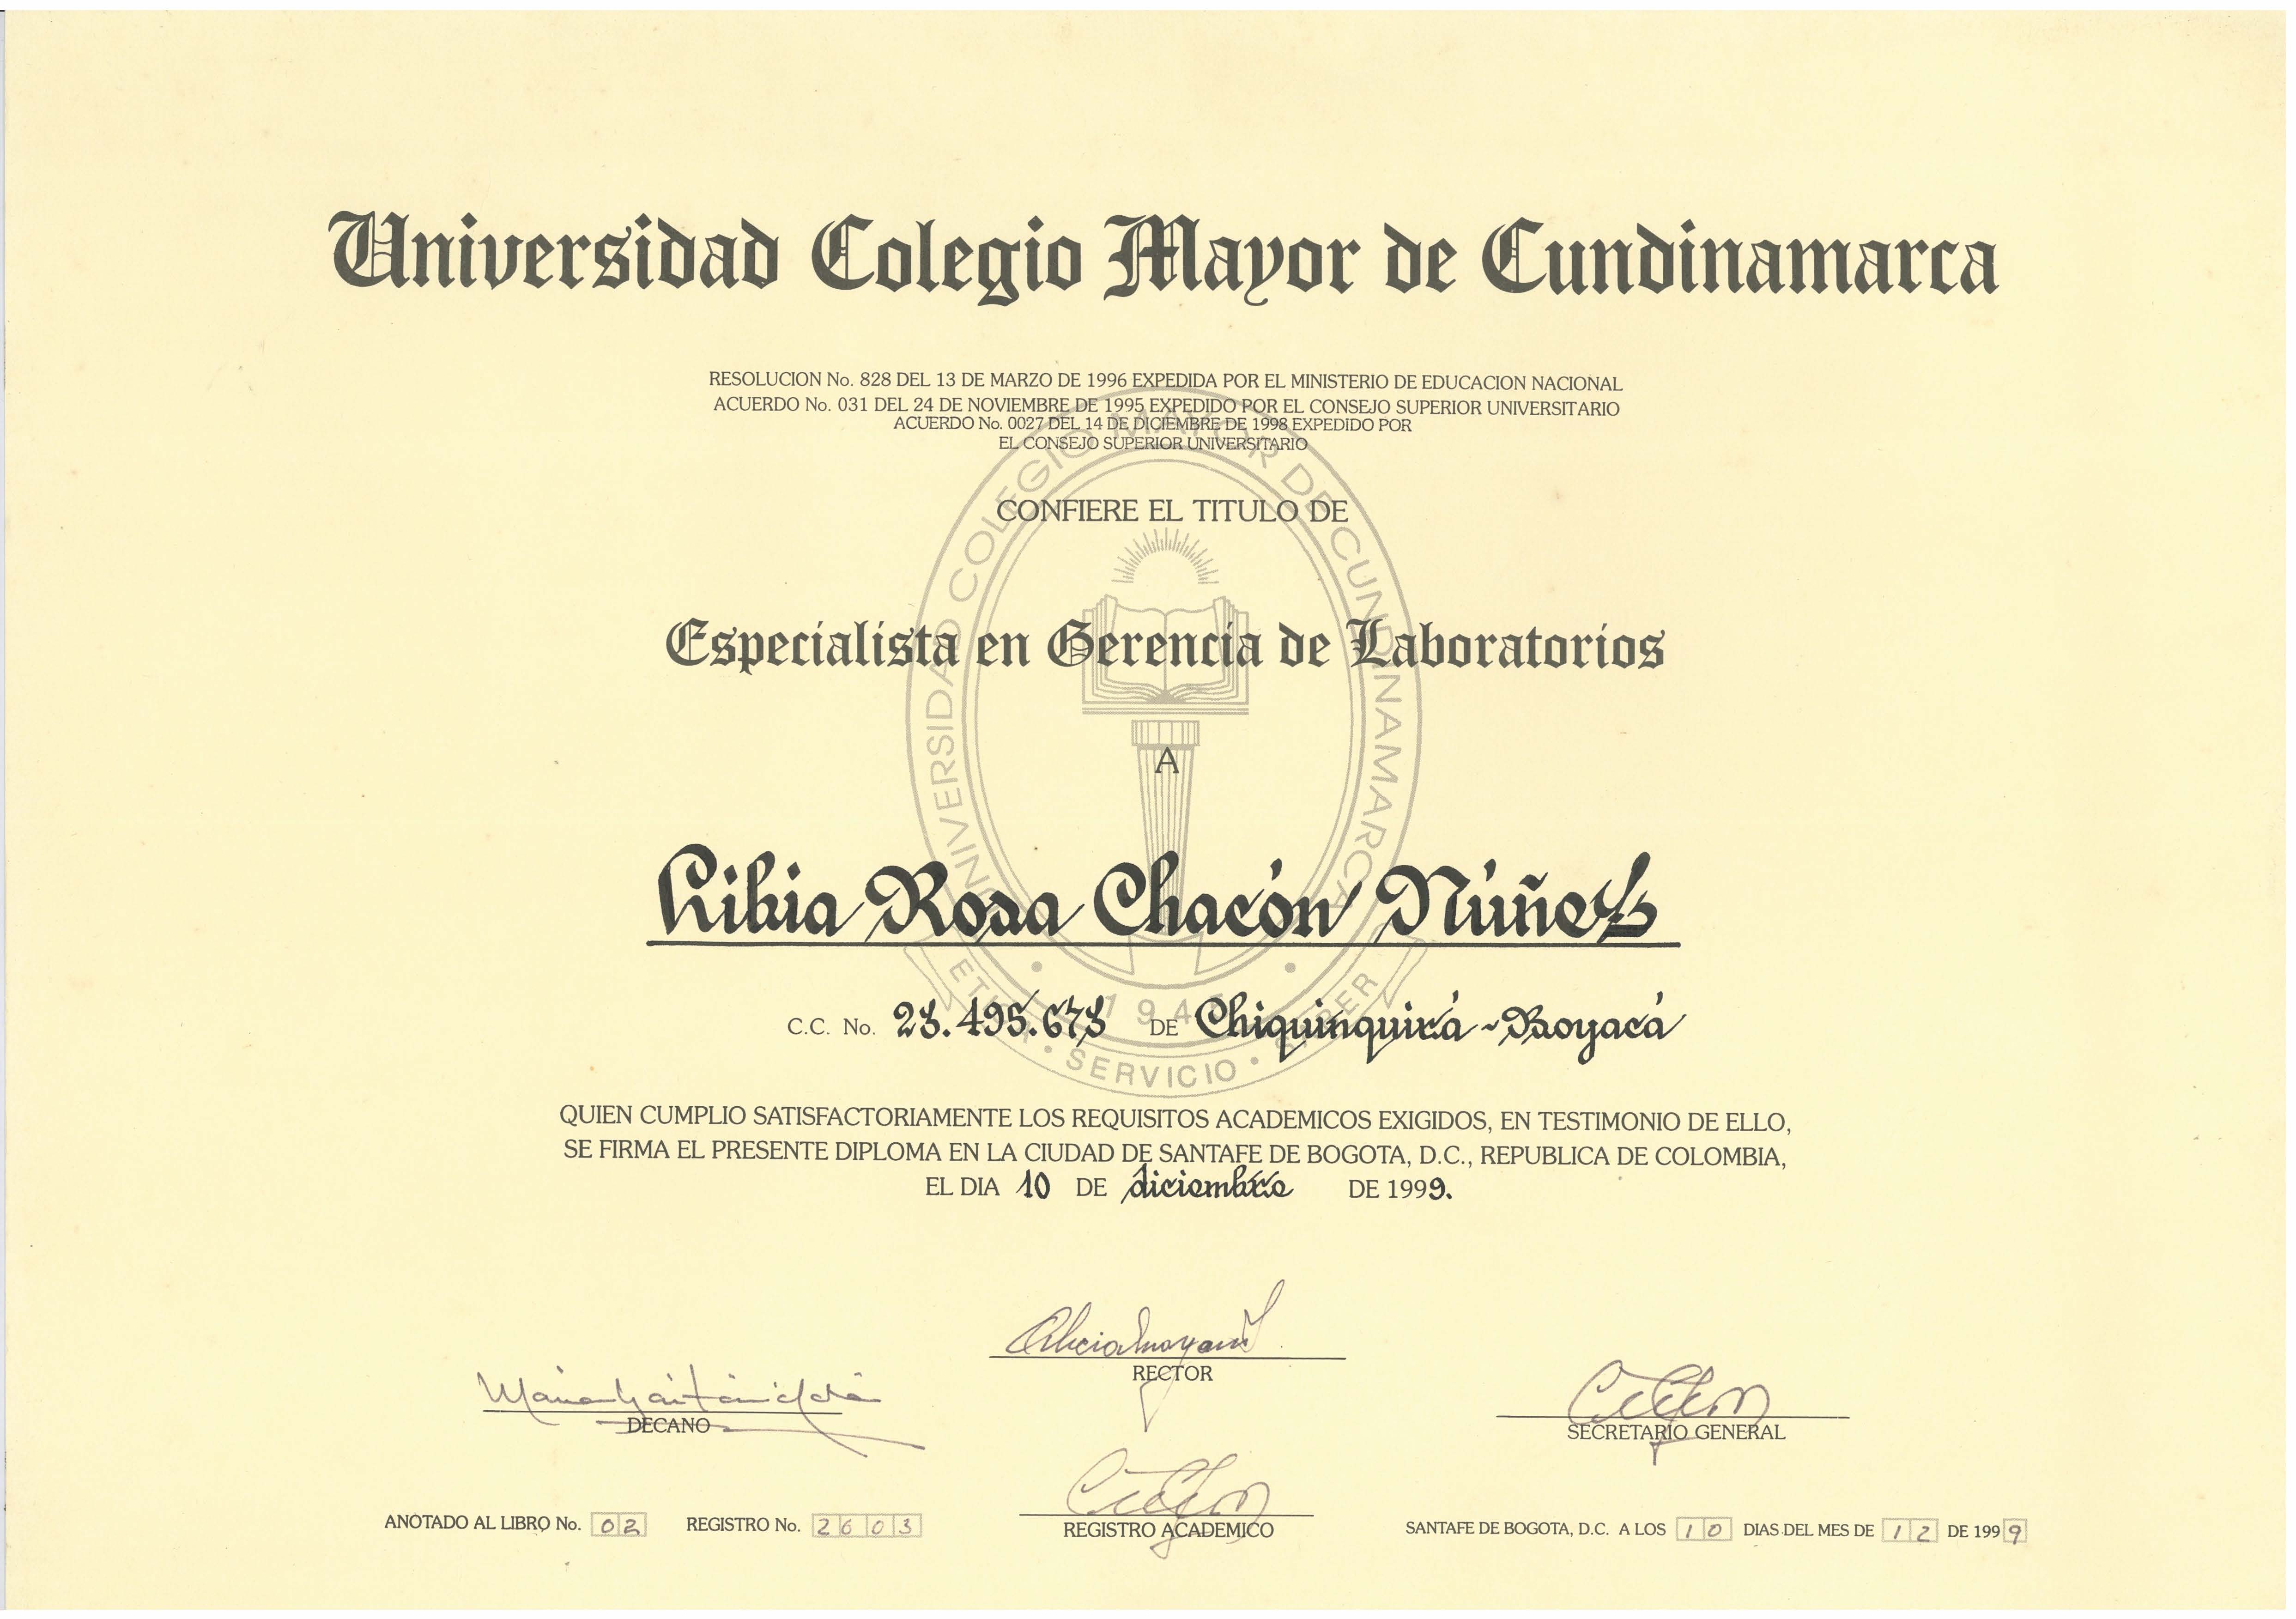 Universidad Colegio Mayor de Cundinamarca
RESOLUCION No. 828 DEL 13 DE MARZO DE 1996 EXPEDIDA POR EL MINISTERIO DE EDUCACION NACIONAL
ACUERDO No. 031 DEL 24 DE NOVIEMBRE DE 1995 EXPEDIDO POR EL CONSEJO SUPERIOR UNIVERSITARIO
ACUERDO No. 0027 DEL 14 DE DICIEMBRE DE 1998 EXPEDIDO POR
EL CONSEJO SUPERIOR UNIVERSITARIO
UNIVERSIDAD COLEGIO MAYOR DE CUNDINAMARCA
CONFIERE EL TITULO DE
Especialista en Gerencia de Laboratorios
A
Libia Rosa Chacón Núñez
C.C. No. 23.495.673 DE Chiquinquirá - Boyacá
SERVICIO
QUIEN CUMPLIO SATISFACTORIAMENTE LOS REQUISITOS ACADEMICOS EXIGIDOS, EN TESTIMONIO DE ELLO,
SE FIRMA EL PRESENTE DIPLOMA EN LA CIUDAD DE SANTAFE DE BOGOTA, D.C., REPUBLICA DE COLOMBIA,
EL DIA 10 DE diciembre DE 1999.
RECTOR
DECANO
SECRETARIO GENERAL
REGISTRO ACADEMICO
ANOTADO AL LIBRO No. 02 REGISTRO No. 2603
SANTAFE DE BOGOTA, D.C. A LOS 10 DIAS DEL MES DE 12 DE 1999